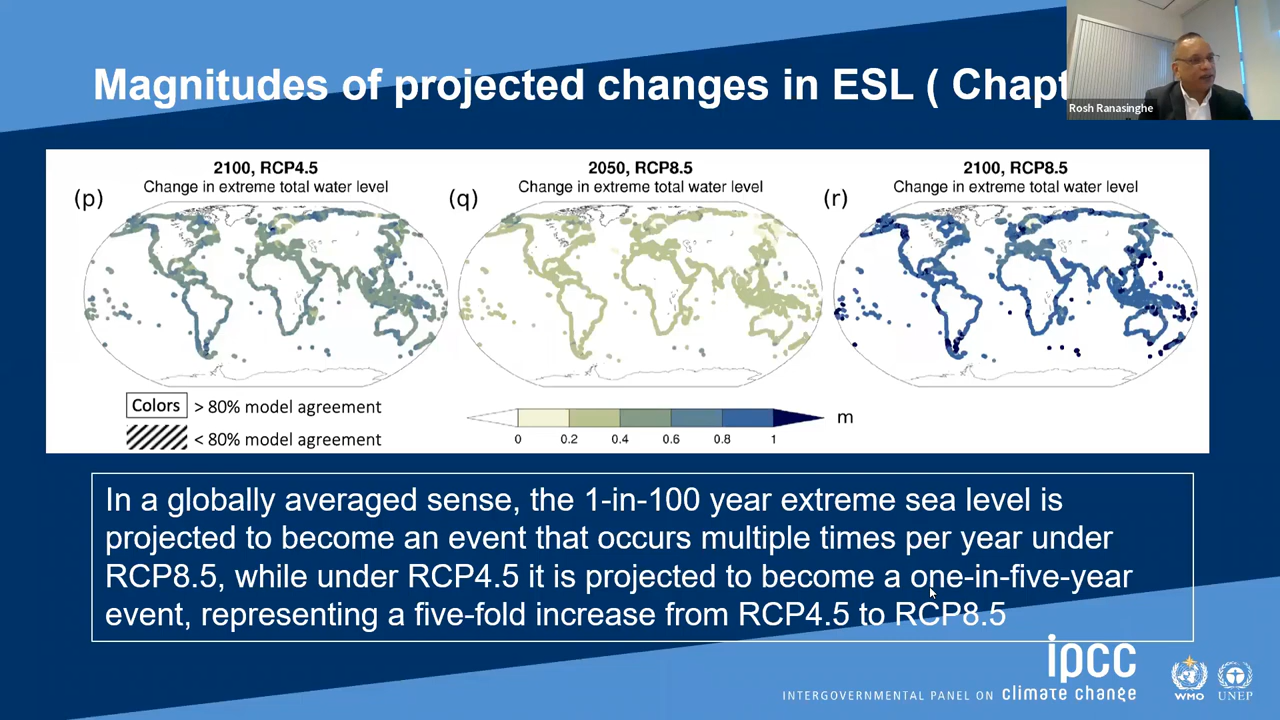 Magnitudes of projected changes in ESL ( Chapt
Rosh Ranasinghe
2100, RCP4.5
Change in extreme total water level
(p)
2050, RCP8.5
Change in extreme total water level
(q)
2100, RCP8.5
Change in extreme total water level
(r)
Colors > 80% model agreement
< 80% model agreement
m
0 0.2 0.4 0.6 0.8 1
In a globally averaged sense, the 1-in-100 year extreme sea level is
projected to become an event that occurs multiple times per year under
RCP8.5, while under RCP4.5 it is projected to become a one-in-five-year
event, representing a five-fold increase from RCP4.5 to RCP8.5
ipcc
INTERGOVERNMENTAL PANEL ON climate change
WMO UNEP